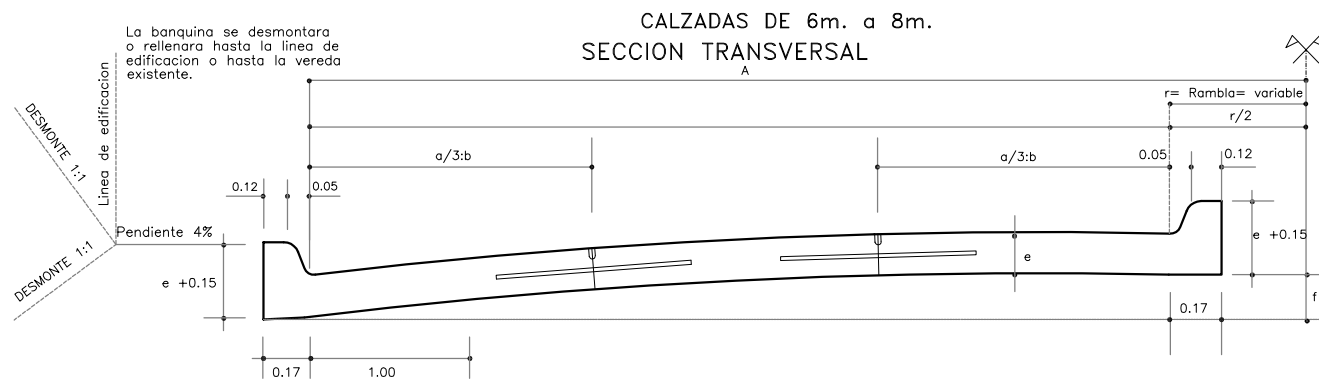 CALZADAS DE 6m. a 8m.
SECCION TRANSVERSAL
La banquina se desmontara
o rellenara hasta la linea de
edificacion o hasta la vereda
existente.
Linea de edificacion
DESMONTE 1:1
DESMONTE 1:1
Pendiente 4%
A
r= Rambla= variable
r/2
a/3:b
a/3:b
0.05
0.12
0.12
0.05
e +0.15
e +0.15
e
f
0.17
0.17
1.00